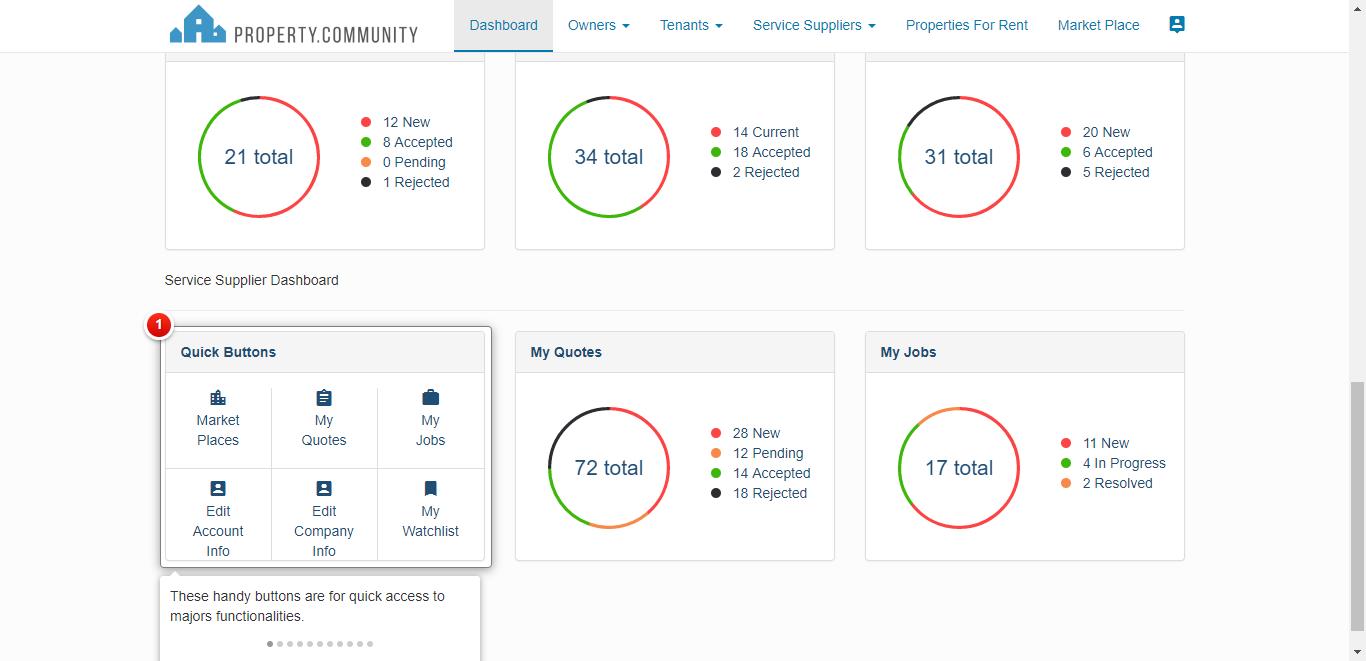 PROPERTY.COMMUNITY
Dashboard
Owners
Tenants
Service Suppliers
Properties For Rent
Market Place
21 total
12 New
8 Accepted
0 Pending
1 Rejected
34 total
14 Current
18 Accepted
2 Rejected
31 total
20 New
6 Accepted
5 Rejected
Service Supplier Dashboard
1
Quick Buttons
Market
Places
My
Quotes
My
Jobs
Edit
Account
Info
Edit
Company
Info
My
Watchlist
My Quotes
72 total
28 New
12 Pending
14 Accepted
18 Rejected
My Jobs
17 total
11 New
4 In Progress
2 Resolved
These handy buttons are for quick access to
majors functionalities.